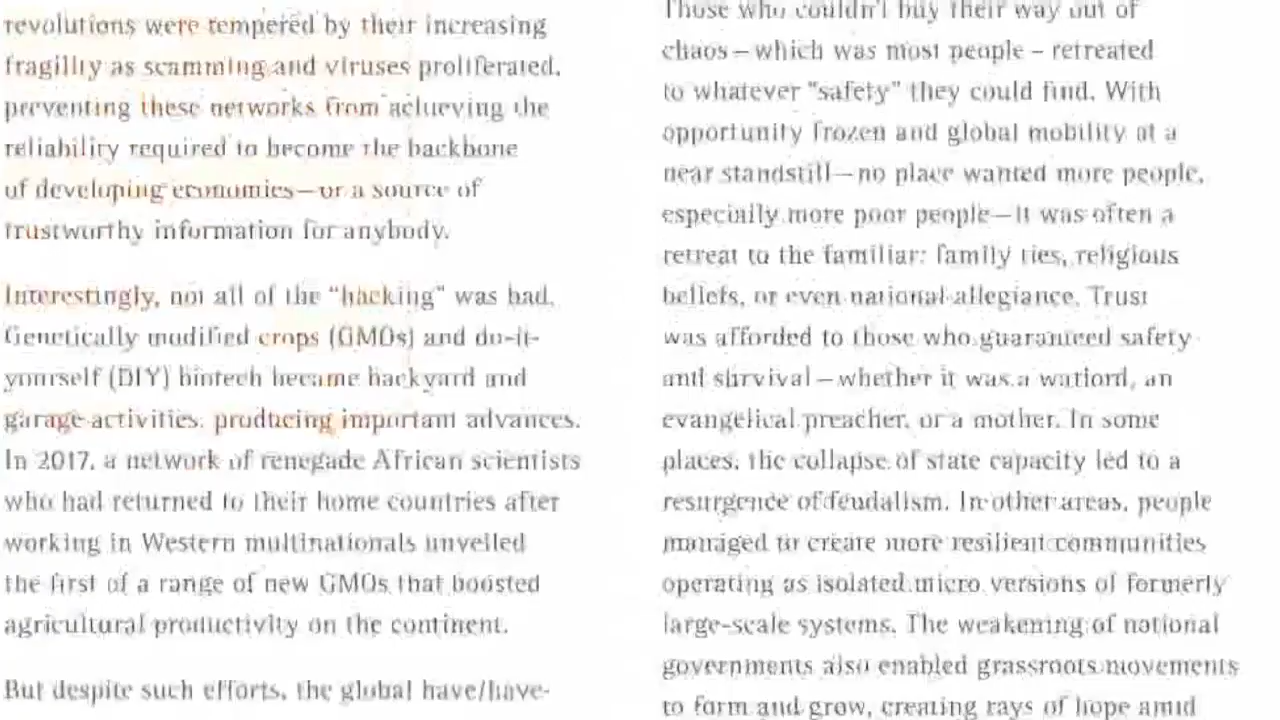 revolutions were tempered by their increasing
fragility as scamming and viruses proliferated,
preventing these networks from achieving the
reliability required to become the backbone
of developing economies—or a source of
trustworthy information for anybody.
Interestingly, not all of the "hacking" was bad.
Genetically modified crops (GMOs) and do-it-
yourself (DIY) biotech became backyard and
garage activities, producing important advances.
In 2017, a network of renegade African scientists
who had returned to their home countries after
working in Western multinationals unveiled
the first of a range of new GMOs that boosted
agricultural productivity on the continent.
But despite such efforts, the global have/have-
Those who couldn't buy their way out of
chaos – which was most people – retreated
to whatever "safety" they could find. With
opportunity frozen and global mobility at a
near standstill—no place wanted more people,
especially more poor people—it was often a
retreat to the familiar: family ties, religious
beliefs, or even national allegiance. Trust
was afforded to those who guaranteed safety
and survival – whether it was a warlord, an
evangelical preacher, or a mother. In some
places, the collapse of state capacity led to a
resurgence of feudalism. In other areas, people
managed to create more resilient communities
operating as isolated micro versions of formerly
large-scale systems. The weakening of national
governments also enabled grassroots movements
to form and grow, creating rays of hope amid